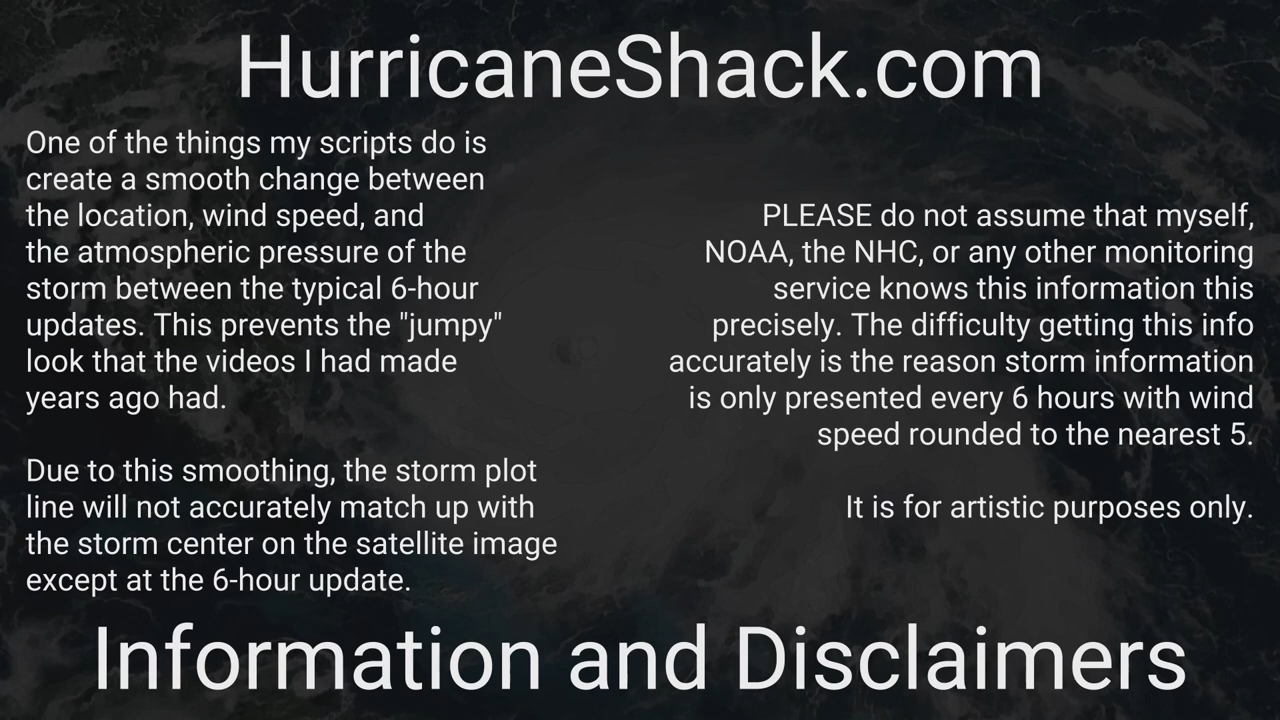 HurricaneShack.com
One of the things my scripts do is
create a smooth change between
the location, wind speed, and
the atmospheric pressure of the
storm between the typical 6-hour
updates. This prevents the "jumpy"
look that the videos I had made
years ago had.
Due to this smoothing, the storm plot
line will not accurately match up with
the storm center on the satellite image
except at the 6-hour update.
PLEASE do not assume that myself,
NOAA, the NHC, or any other monitoring
service knows this information this
precisely. The difficulty getting this info
accurately is the reason storm information
is only presented every 6 hours with wind
speed rounded to the nearest 5.
It is for artistic purposes only.
Information and Disclaimers